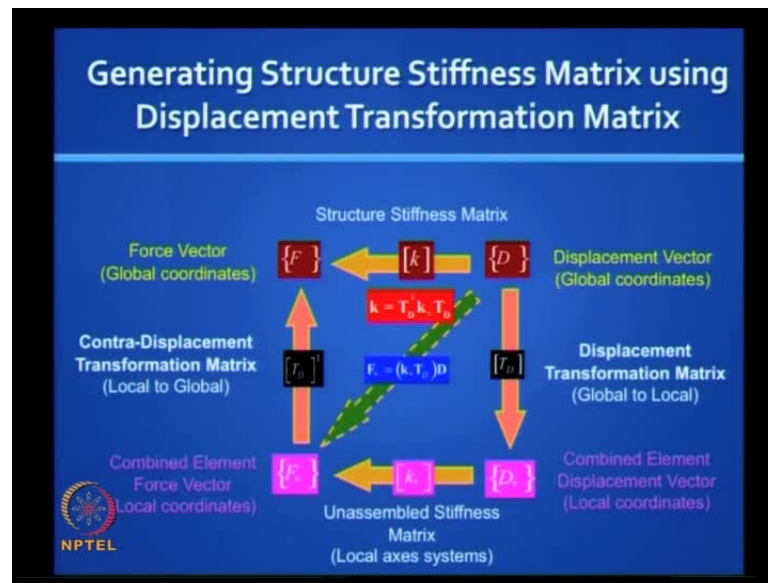 Generating Structure Stiffness Matrix using
Displacement Transformation Matrix
Structure Stiffness Matrix
Force Vector
(Global coordinates)
{F } [k] {D }
Displacement Vector
(Global coordinates)
k = T_D^T k_* T_D
Contra-Displacement
Transformation Matrix
(Local to Global)
[T_D]^T
F_* = (k_* T_D)D
[T_D]
Displacement
Transformation Matrix
(Global to Local)
Combined Element
Force Vector
(Local coordinates)
{F_*} [k_*] {D_*}
Combined Element
Displacement Vector
(Local coordinates)
Unassembled Stiffness
Matrix
(Local axes systems)
NPTEL